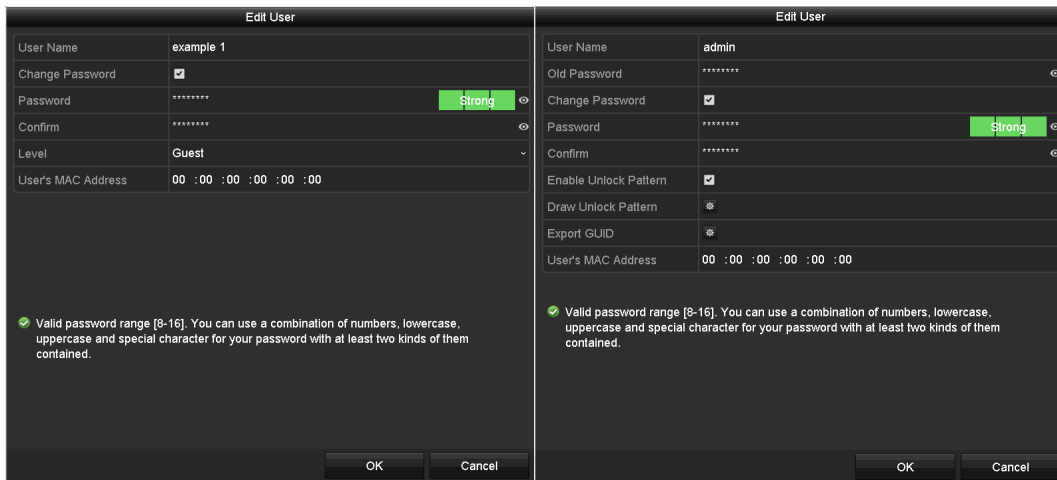 Edit User
User Name example 1
Change Password
Password ******** Strong
Confirm ********
Level Guest
User's MAC Address 00 :00 :00 :00 :00 :00
Valid password range [8-16]. You can use a combination of numbers, lowercase,
uppercase and special character for your password with at least two kinds of them
contained.
OK Cancel
Edit User
User Name admin
Old Password ********
Change Password
Password ******** Strong
Confirm ********
Enable Unlock Pattern
Draw Unlock Pattern
Export GUID
User's MAC Address 00 :00 :00 :00 :00 :00
Valid password range [8-16]. You can use a combination of numbers, lowercase,
uppercase and special character for your password with at least two kinds of them
contained.
OK Cancel